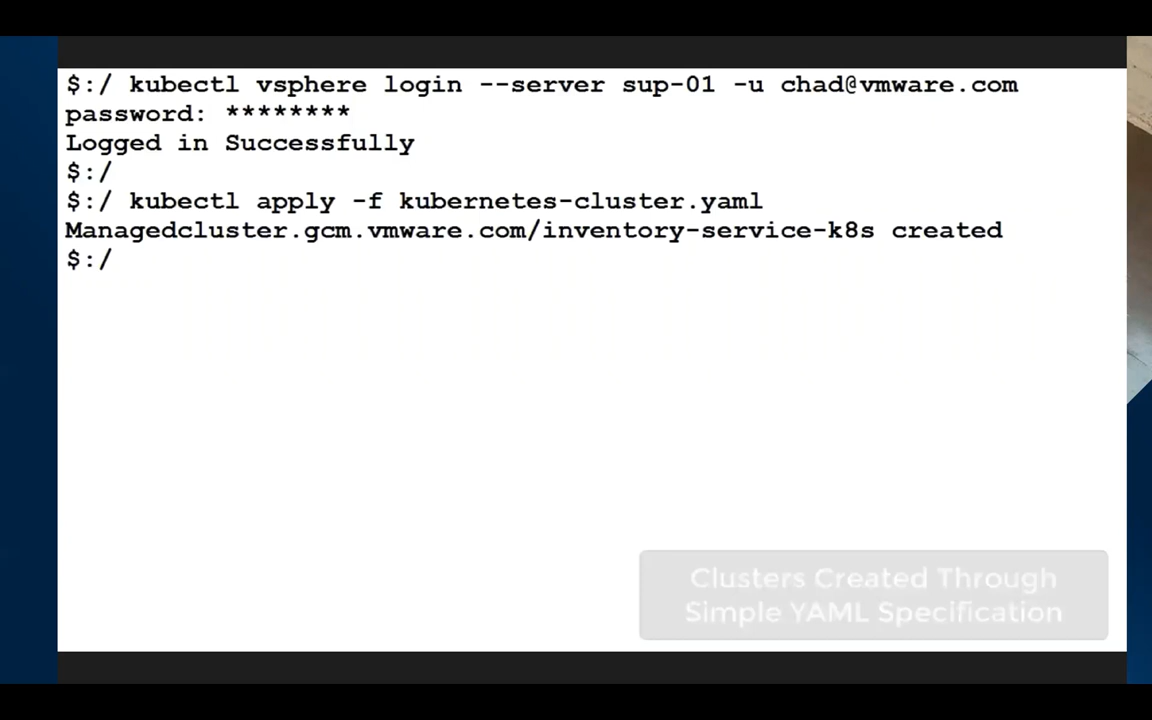 $:/ kubectl vsphere login --server sup-01 -u chad@vmware.com
password: ********
Logged in Successfully
$:/
$:/ kubectl apply -f kubernetes-cluster.yaml
Managedcluster.gcm.vmware.com/inventory-service-k8s created
$:/
Clusters Created Through
Simple YAML Specification